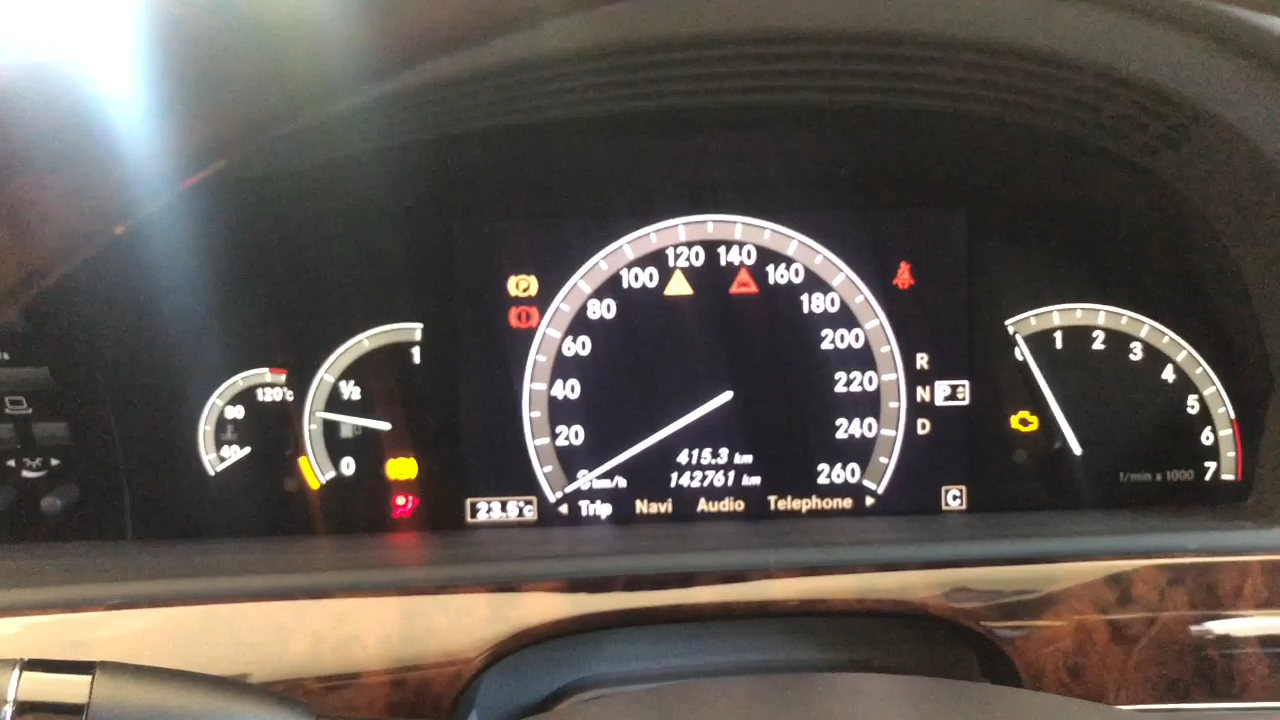 120 140
100 160
80 180
60 200
40 220
20 240
260
km/h
415.3 km
142761 km
Trip Navi Audio Telephone
23.5°C
C
R
N P
D
120°C
80
40
1
½
0
0 1 2 3 4 5 6 7
1/min x 1000